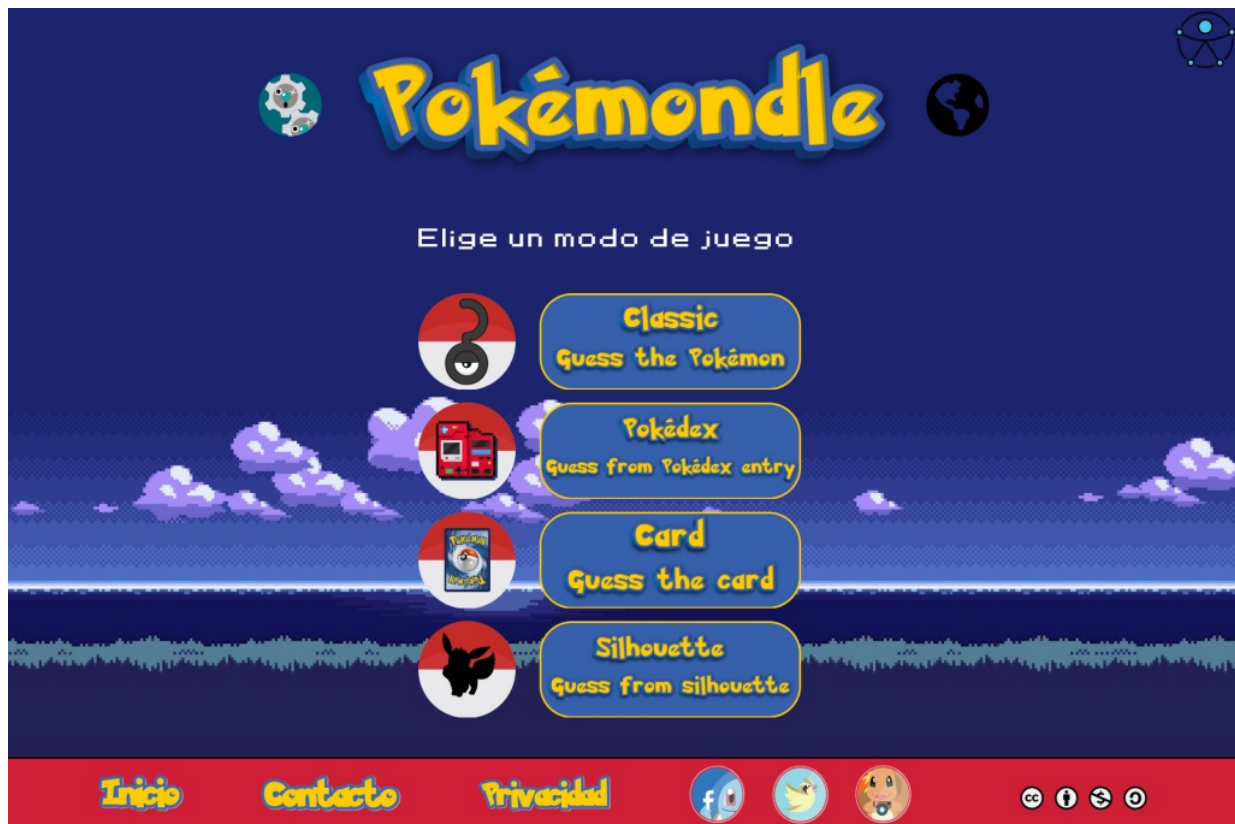 Pokémondle
Elige un modo de juego
Classic
Guess the Pokémon
Pokédex
Guess from Pokédex entry
Card
Guess the card
Silhouette
Guess from silhouette
Inicio
Contacto
Privacidad
f
cc